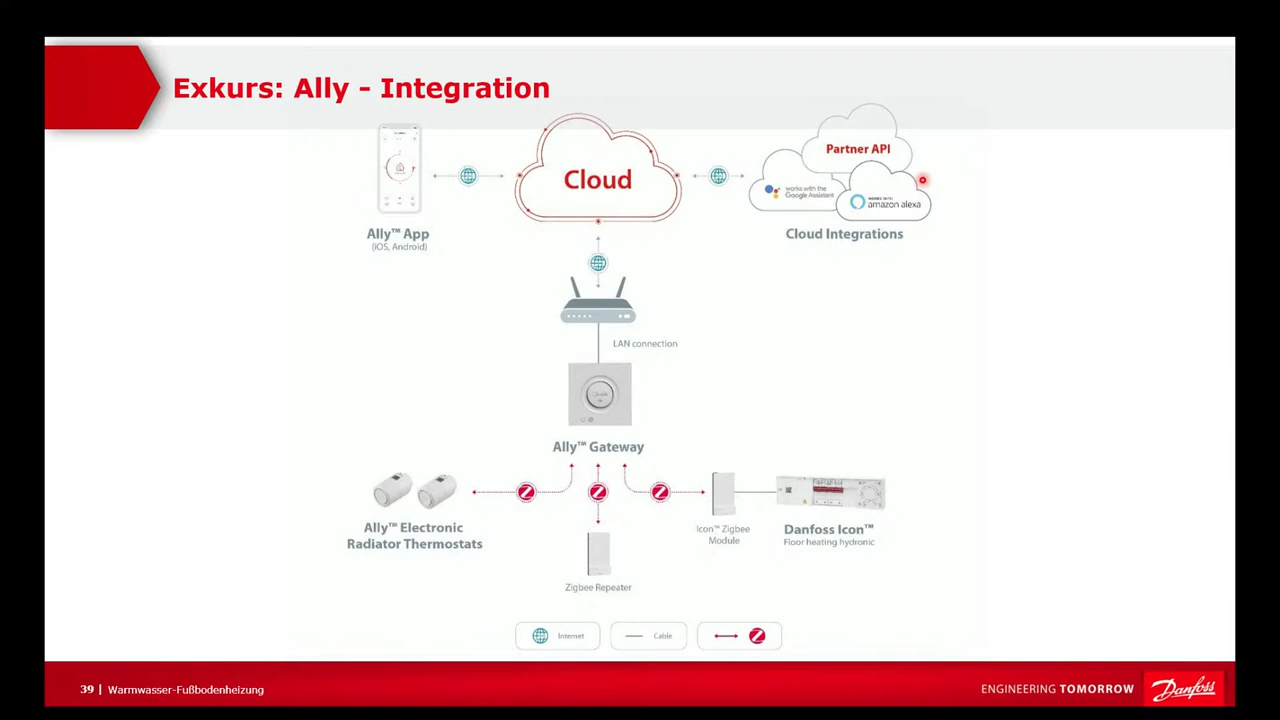 Exkurs: Ally - Integration
Cloud
Partner API
works with the
Google Assistant
WORKS WITH
amazon alexa
Ally™ App
(iOS, Android)
Cloud Integrations
LAN connection
Ally™ Gateway
Ally™ Electronic
Radiator Thermostats
Icon™ Zigbee
Module
Danfoss Icon™
Floor heating hydronic
Zigbee Repeater
Internet
Cable
39 | Warmwasser-Fußbodenheizung
ENGINEERING TOMORROW
Danfoss